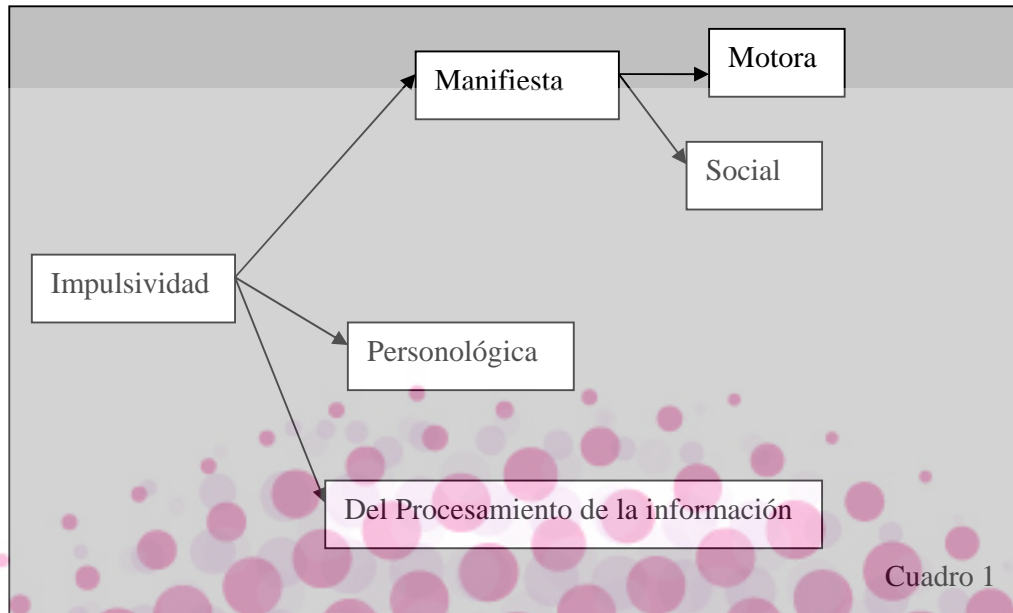 Motora
Manifiesta
Social
Impulsividad
Personológica
Del Procesamiento de la información
Cuadro 1